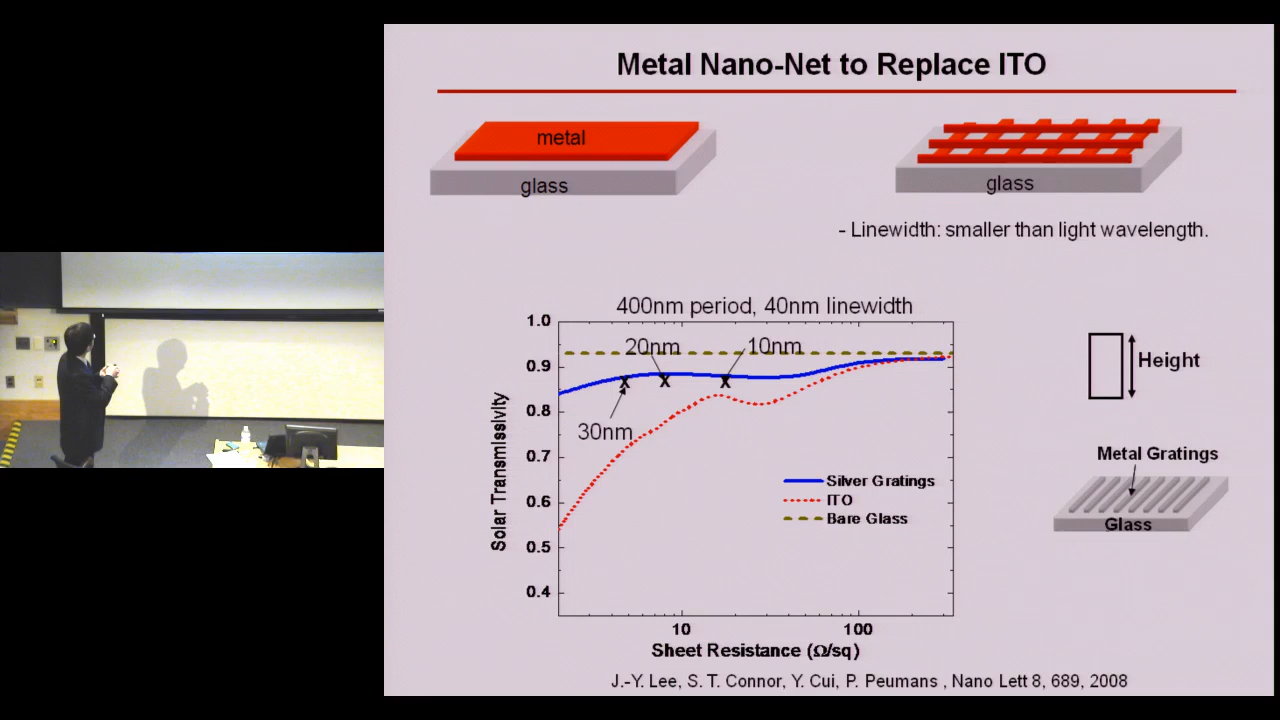 Metal Nano-Net to Replace ITO
metal
glass
glass
- Linewidth: smaller than light wavelength.
400nm period, 40nm linewidth
1.0
0.9
0.8
0.7
0.6
0.5
0.4
Solar Transmissivity
20nm
10nm
30nm
x
x
x
Silver Gratings
ITO
Bare Glass
10
100
Sheet Resistance (Ω/sq)
Height
Metal Gratings
Glass
J.-Y. Lee, S. T. Connor, Y. Cui, P. Peumans , Nano Lett 8, 689, 2008